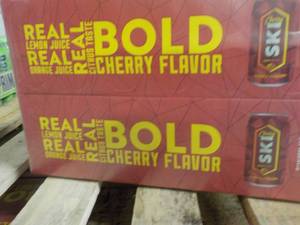 REAL
LEMON JUICE
REAL
ORANGE JUICE
REAL
CITRUS TASTE
BOLD
CHERRY FLAVOR
SKI
REAL
LEMON JUICE
REAL
ORANGE JUICE
REAL
CITRUS TASTE
BOLD
CHERRY FLAVOR
SKI